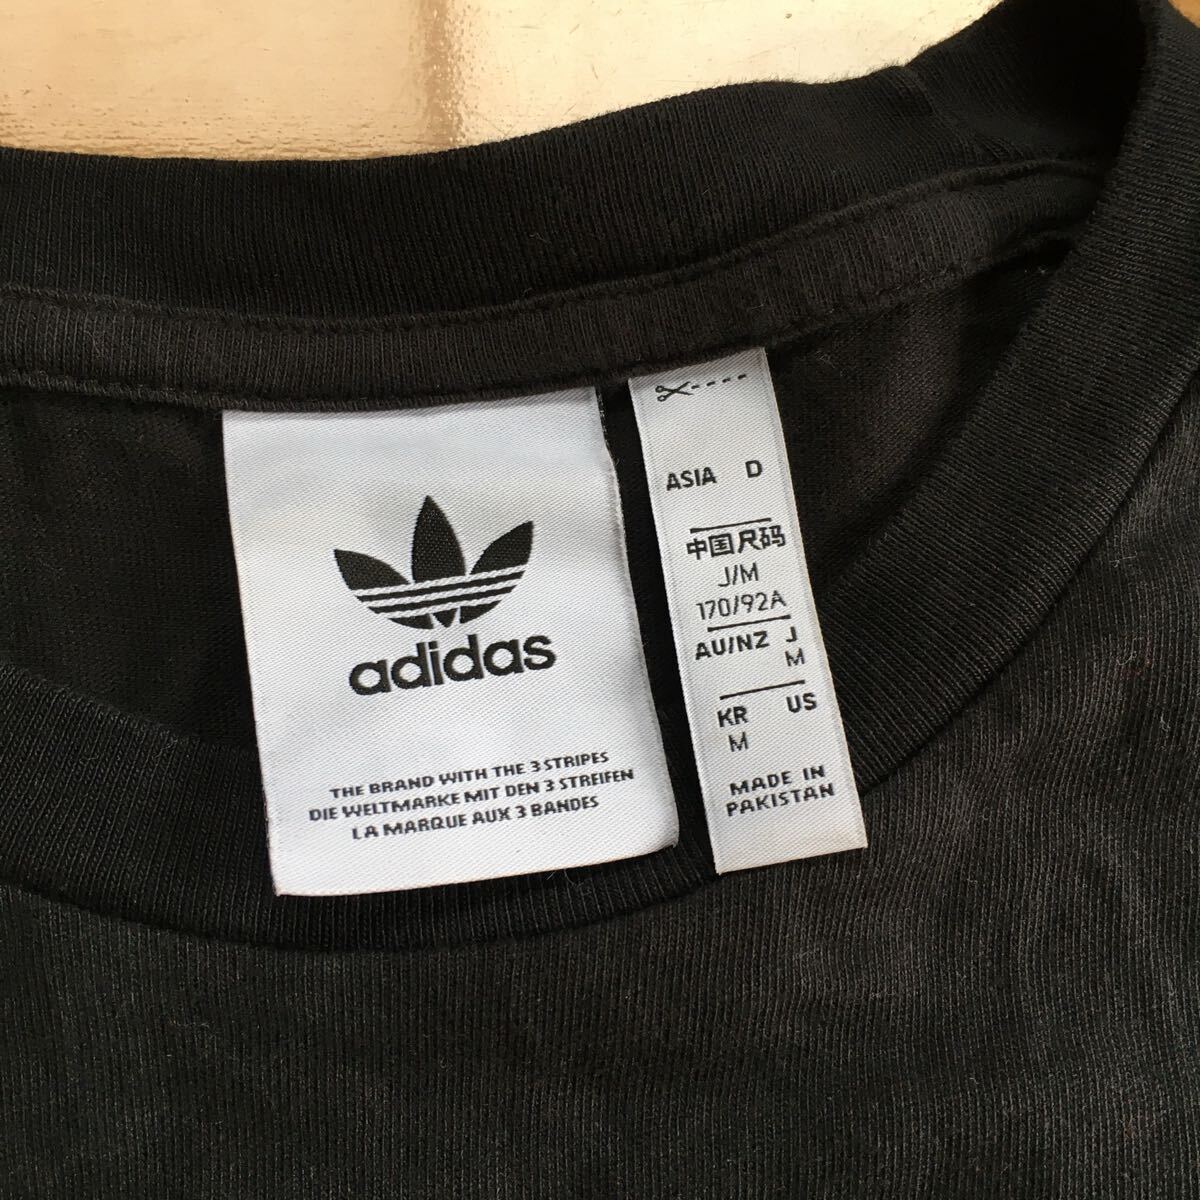 adidas
THE BRAND WITH THE 3 STRIPES
DIE WELTMARKE MIT DEN 3 STREIFEN
LA MARQUE AUX 3 BANDES
ASIA D
中国尺码
J/M
170/92A
AU/NZ J
M
KR US
M
MADE IN
PAKISTAN